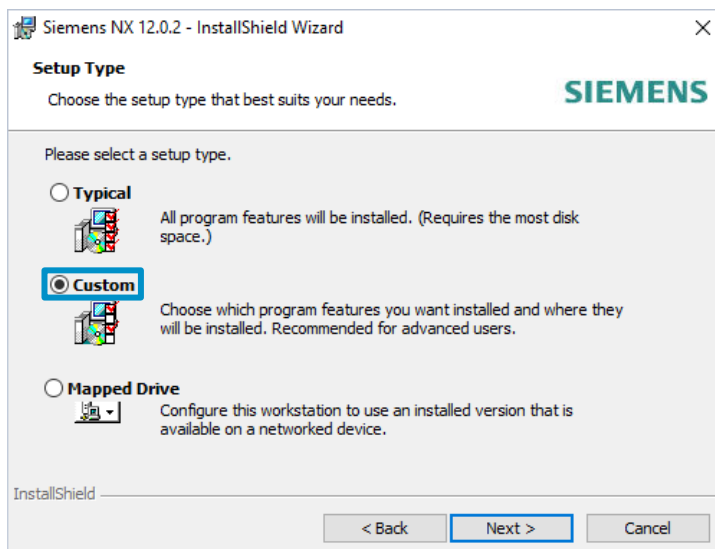 Siemens NX 12.0.2 - InstallShield Wizard
Setup Type
Choose the setup type that best suits your needs.
SIEMENS
Please select a setup type.
Typical
All program features will be installed. (Requires the most disk
space.)
Custom
Choose which program features you want installed and where they
will be installed. Recommended for advanced users.
Mapped Drive
Configure this workstation to use an installed version that is
available on a networked device.
InstallShield
< Back
Next >
Cancel